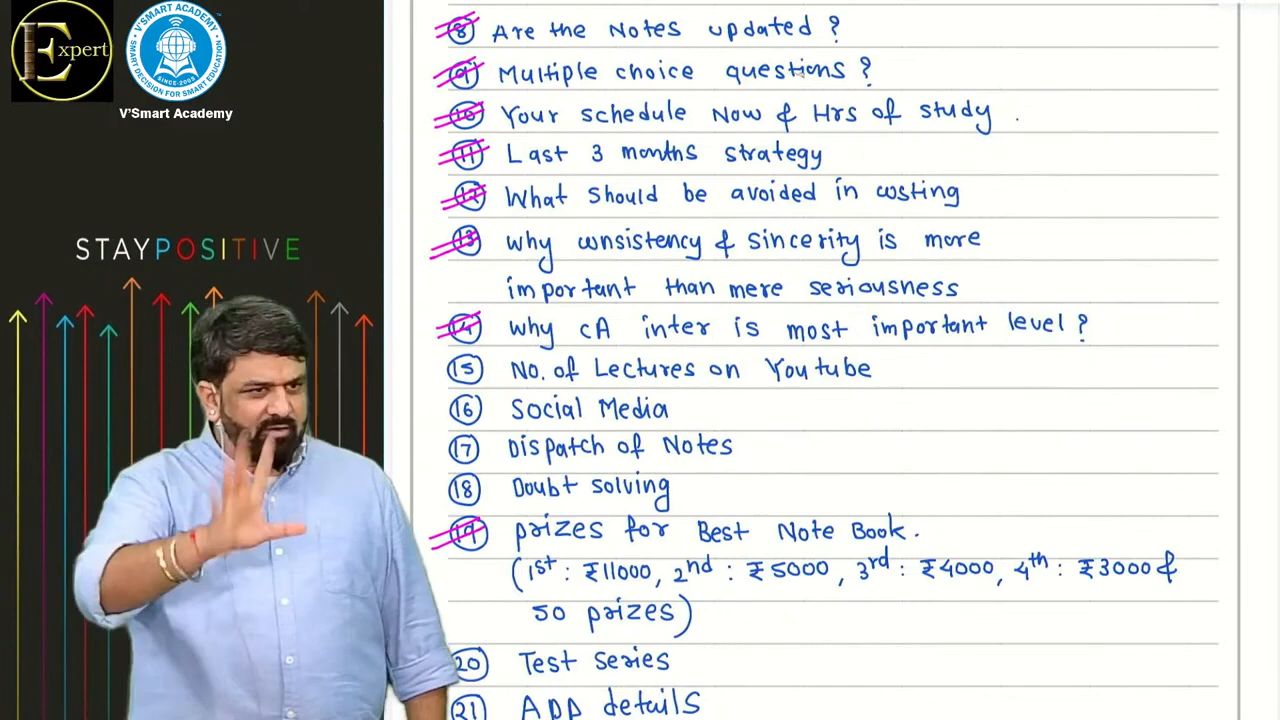 Expert
V'SMART ACADEMY
SMART DECISION FOR SMART EDUCATION
SINCE-2005
V'Smart Academy
STAYPOSITIVE
8 Are the Notes updated ?
9 Multiple choice questions ?
10 Your schedule Now & Hrs of study .
11 Last 3 months strategy
12 What should be avoided in costing
13 why consistency & sincerity is more
important than mere seriousness
14 why CA inter is most important level ?
15 No. of Lectures on Youtube
16 Social Media
17 Dispatch of Notes
18 Doubt solving
19 prizes for Best Note Book.
(1st : ₹11000, 2nd : ₹5000, 3rd : ₹4000, 4th : ₹3000 &
50 prizes)
20 Test series
21 App details